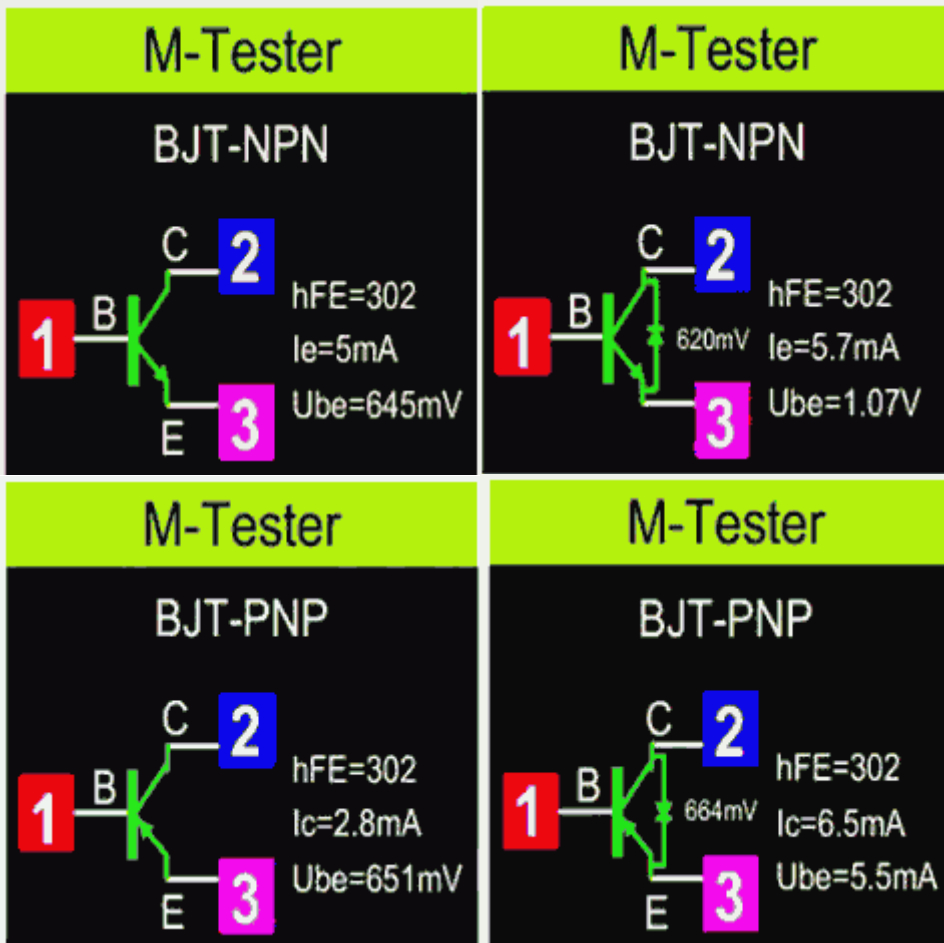 M-Tester
BJT-NPN
C
2
1
B
hFE=302
Ie=5mA
Ube=645mV
3
E
M-Tester
BJT-NPN
C
2
1
B
620mV
hFE=302
Ie=5.7mA
Ube=1.07V
3
M-Tester
BJT-PNP
C
2
1
B
hFE=302
Ic=2.8mA
Ube=651mV
3
E
M-Tester
BJT-PNP
C
2
1
B
664mV
hFE=302
Ic=6.5mA
Ube=5.5mA
3
E